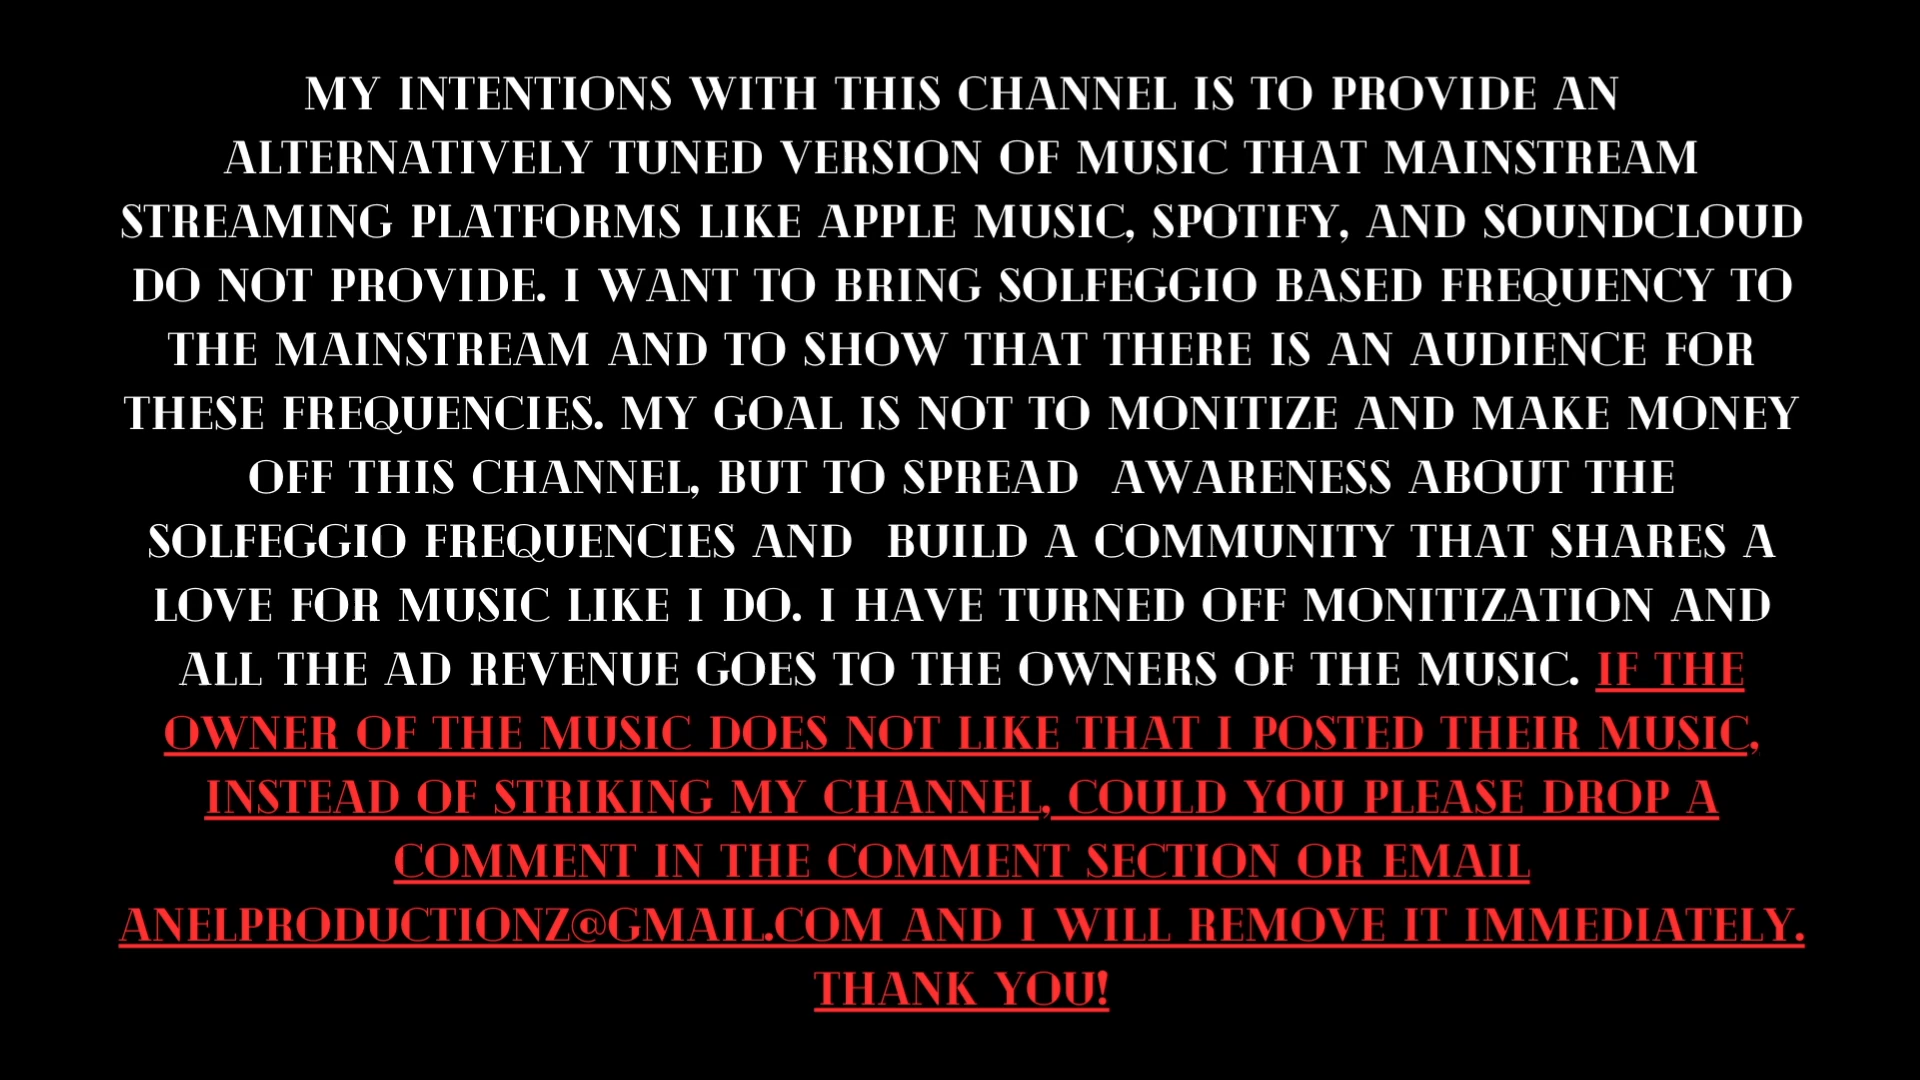 MY INTENTIONS WITH THIS CHANNEL IS TO PROVIDE AN
ALTERNATIVELY TUNED VERSION OF MUSIC THAT MAINSTREAM
STREAMING PLATFORMS LIKE APPLE MUSIC, SPOTIFY, AND SOUNDCLOUD
DO NOT PROVIDE. I WANT TO BRING SOLFEGGIO BASED FREQUENCY TO
THE MAINSTREAM AND TO SHOW THAT THERE IS AN AUDIENCE FOR
THESE FREQUENCIES. MY GOAL IS NOT TO MONITIZE AND MAKE MONEY
OFF THIS CHANNEL, BUT TO SPREAD AWARENESS ABOUT THE
SOLFEGGIO FREQUENCIES AND BUILD A COMMUNITY THAT SHARES A
LOVE FOR MUSIC LIKE I DO. I HAVE TURNED OFF MONITIZATION AND
ALL THE AD REVENUE GOES TO THE OWNERS OF THE MUSIC. IF THE
OWNER OF THE MUSIC DOES NOT LIKE THAT I POSTED THEIR MUSIC,
INSTEAD OF STRIKING MY CHANNEL, COULD YOU PLEASE DROP A
COMMENT IN THE COMMENT SECTION OR EMAIL
ANELPRODUCTIONZ@GMAIL.COM AND I WILL REMOVE IT IMMEDIATELY.
THANK YOU!